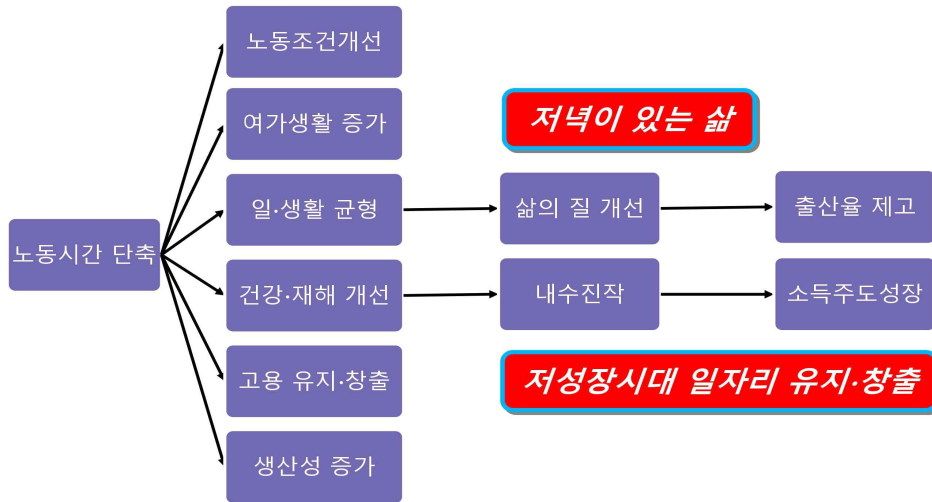 노동조건개선
여가생활 증가
저녁이 있는 삶
일·생활 균형
삶의 질 개선
출산율 제고
노동시간 단축
건강·재해 개선
내수진작
소득주도성장
고용 유지·창출
저성장시대 일자리 유지·창출
생산성 증가